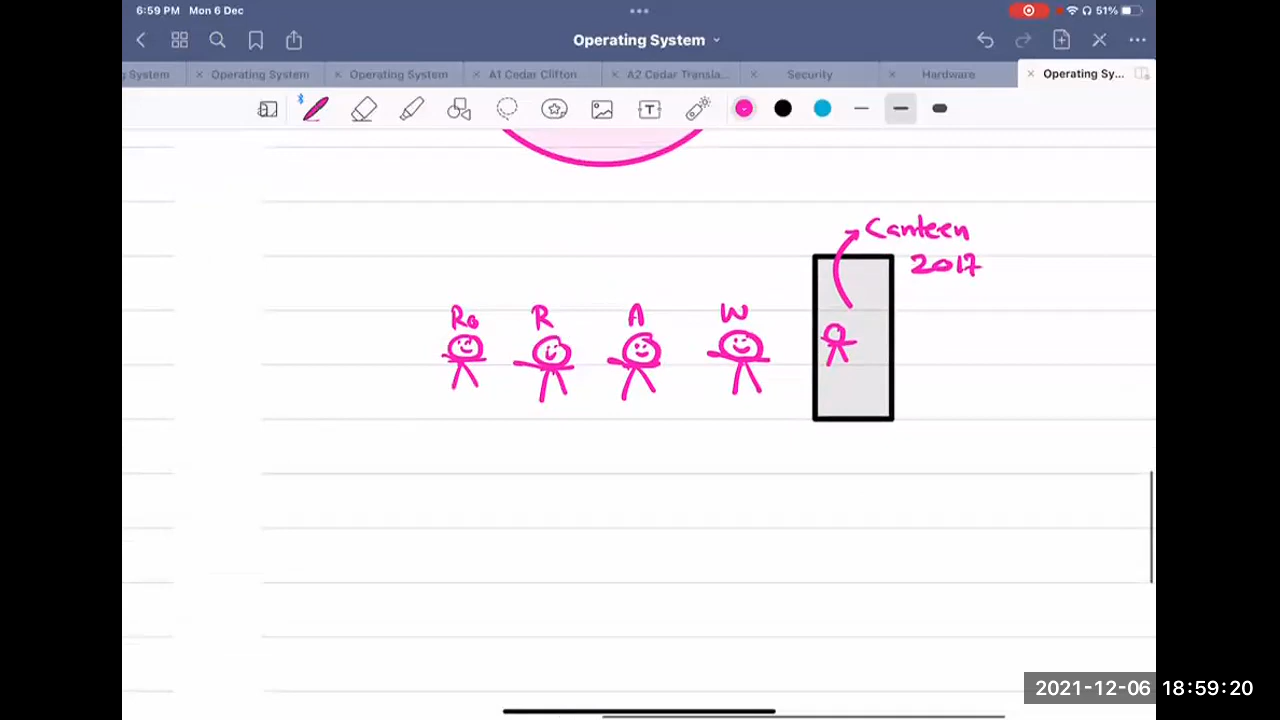 6:59 PM Mon 6 Dec
51%
Operating System
g System
Operating System
Operating System
A1 Cedar Clifton
A2 Cedar Transla...
Security
Hardware
Operating Sy...
T
Canteen
2017
Ro R A W
2021-12-06 18:59:20